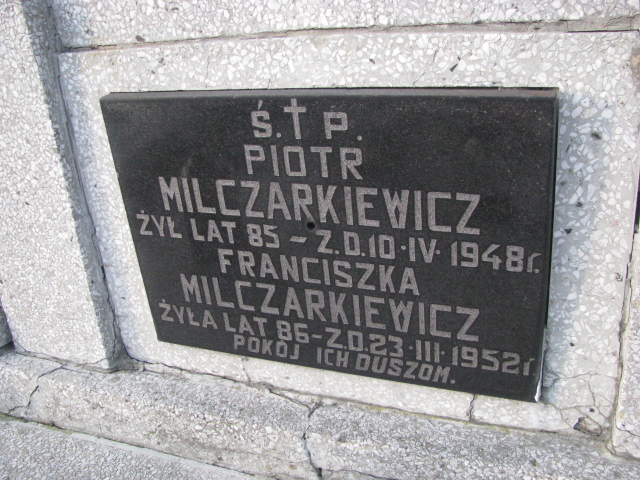 Ś.†P.
PIOTR
MILCZARKIEWICZ
ŻYŁ LAT 85 – Z.D.10·IV·1948r.
FRANCISZKA
MILCZARKIEWICZ
ŻYŁA LAT 86–Z.D.23·III·1952r
POKÓJ ICH DUSZOM.